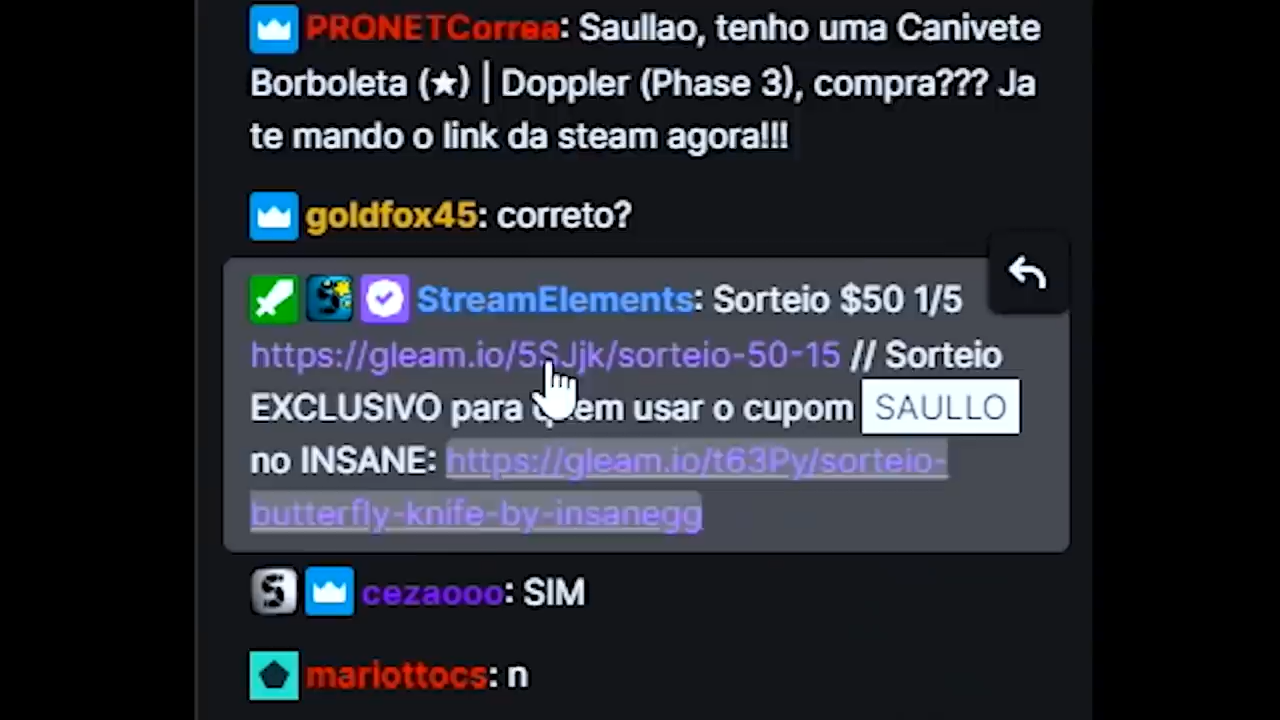 PRONETCorrea: Saullao, tenho uma Canivete
Borboleta (★) | Doppler (Phase 3), compra??? Ja
te mando o link da steam agora!!!
goldfox45: correto?
StreamElements: Sorteio $50 1/5
https://gleam.io/5SJjk/sorteio-50-15 // Sorteio
EXCLUSIVO para quem usar o cupom SAULLO
no INSANE: https://gleam.io/t63Py/sorteio-
butterfly-knife-by-insanegg
cezaooo: SIM
mariottocs: n